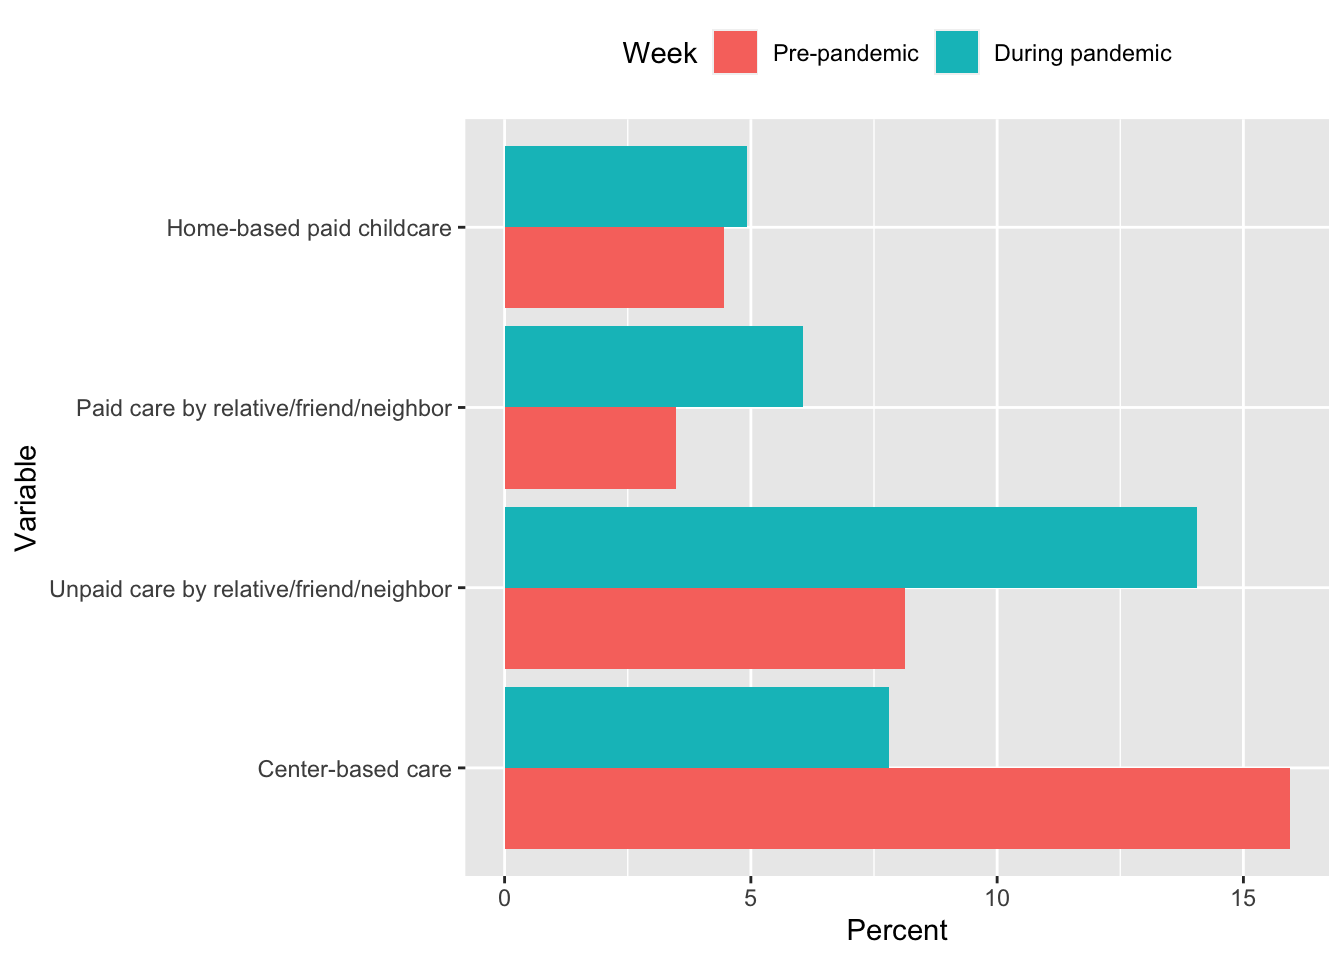 Week Pre-pandemic During pandemic
Home-based paid childcare
Paid care by relative/friend/neighbor
Variable
Unpaid care by relative/friend/neighbor
Center-based care
0 5 10 15
Percent